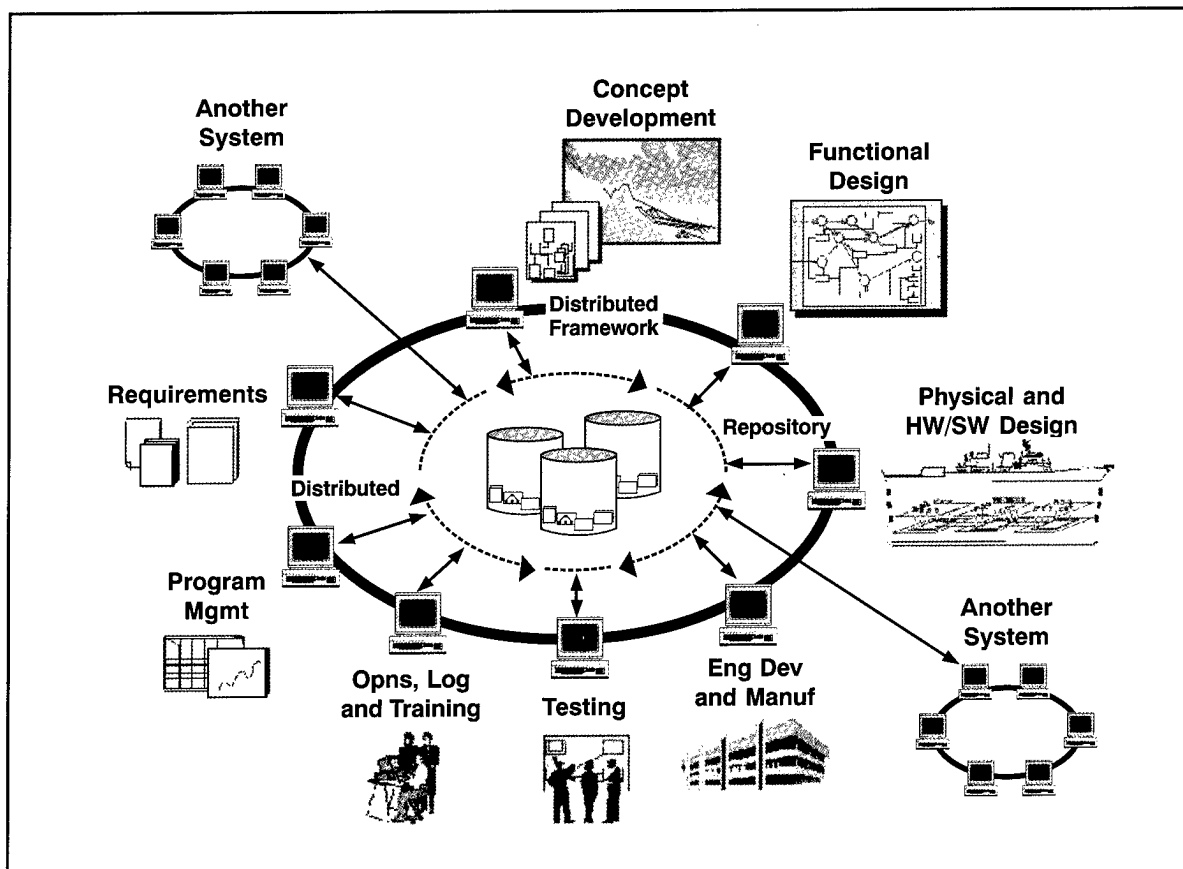 Concept
Development
Another
System
Functional
Design
Distributed
Framework
Requirements
Physical and
HW/SW Design
Repository
Distributed
Program
Mgmt
Another
System
Opns, Log
and Training
Testing
Eng Dev
and Manuf